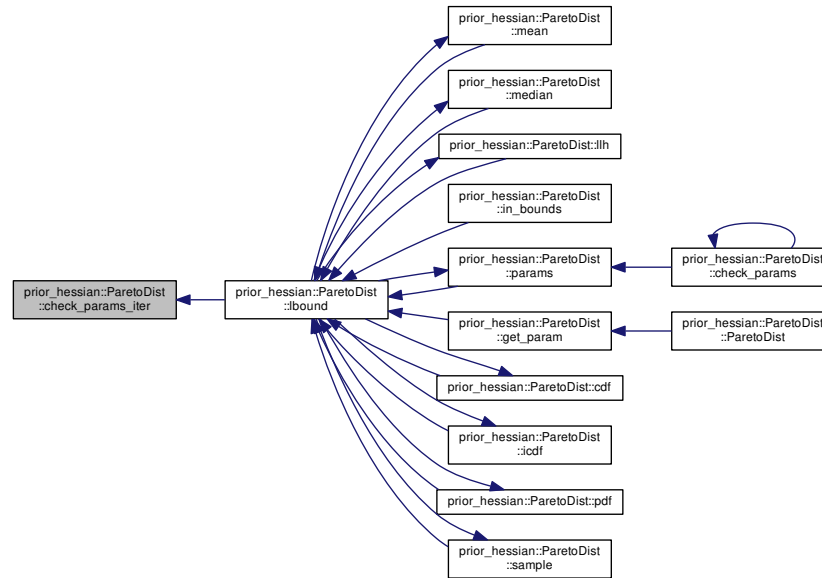 prior_hessian::ParetoDist
::mean
prior_hessian::ParetoDist
::median
prior_hessian::ParetoDist::llh
prior_hessian::ParetoDist
::in_bounds
prior_hessian::ParetoDist
::params
prior_hessian::ParetoDist
::check_params
prior_hessian::ParetoDist
::check_params_iter
prior_hessian::ParetoDist
::lbound
prior_hessian::ParetoDist
::get_param
prior_hessian::ParetoDist
::ParetoDist
prior_hessian::ParetoDist::cdf
prior_hessian::ParetoDist
::icdf
prior_hessian::ParetoDist::pdf
prior_hessian::ParetoDist
::sample